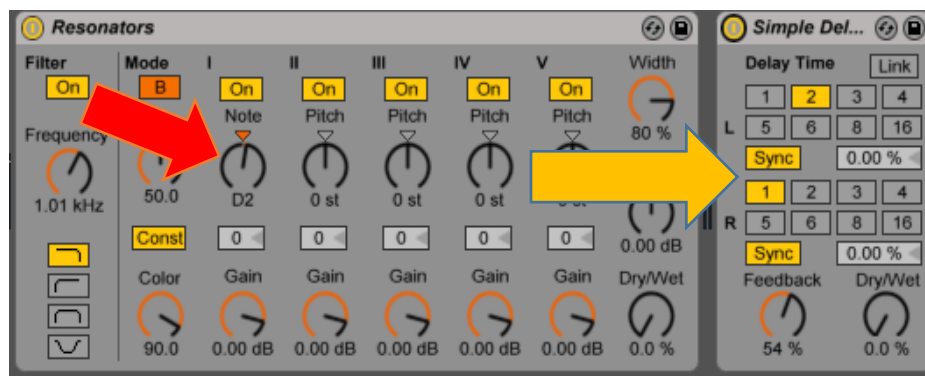 Resonators
Filter Mode I II III IV V Width
On B On On On On On
Note Pitch Pitch Pitch Pitch
Frequency 80 %
1.01 kHz 50.0 D2 0 st 0 st 0 st 0 st
Const 0 0 0 0 0 0.00 dB
Color Gain Gain Gain Gain Gain Dry/Wet
90.0 0.00 dB 0.00 dB 0.00 dB 0.00 dB 0.00 dB 0.0 %
Simple Del...
Delay Time Link
1 2 3 4
L 5 6 8 16
Sync 0.00 %
1 2 3 4
R 5 6 8 16
Sync 0.00 %
Feedback Dry/Wet
54 % 0.0 %